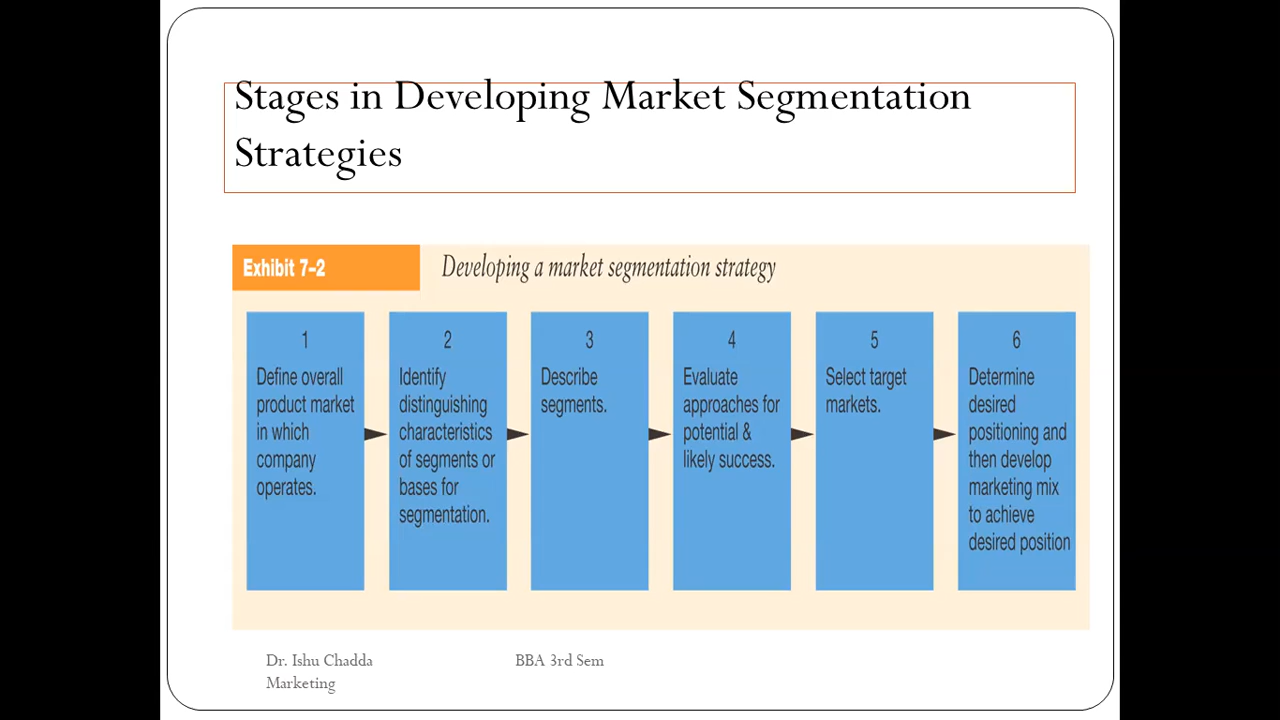 Stages in Developing Market Segmentation
Strategies
Exhibit 7-2
Developing a market segmentation strategy
1
Define overall
product market
in which
company
operates.
2
Identify
distinguishing
characteristics
of segments or
bases for
segmentation.
3
Describe
segments.
4
Evaluate
approaches for
potential &
likely success.
5
Select target
markets.
6
Determine
desired
positioning and
then develop
marketing mix
to achieve
desired position
Dr. Ishu Chadda
Marketing
BBA 3rd Sem